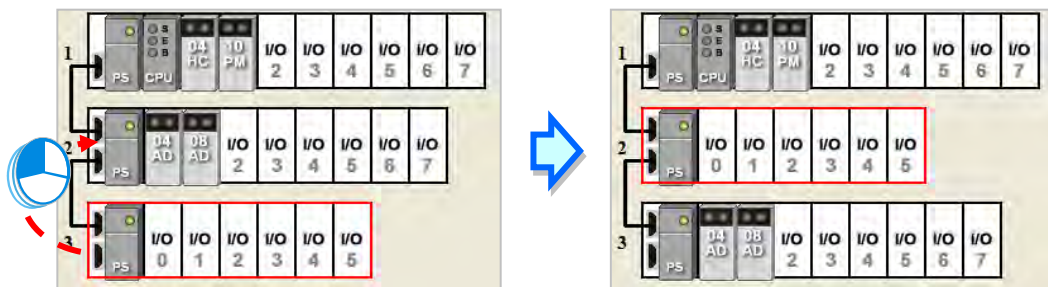 1 PS CPU S E B 04 HC 10 PM I/O 2 I/O 3 I/O 4 I/O 5 I/O 6 I/O 7
2 PS 04 AD 08 AD I/O 2 I/O 3 I/O 4 I/O 5 I/O 6 I/O 7
3 PS I/O 0 I/O 1 I/O 2 I/O 3 I/O 4 I/O 5
1 PS CPU S E B 04 HC 10 PM I/O 2 I/O 3 I/O 4 I/O 5 I/O 6 I/O 7
2 PS I/O 0 I/O 1 I/O 2 I/O 3 I/O 4 I/O 5
3 PS 04 AD 08 AD I/O 2 I/O 3 I/O 4 I/O 5 I/O 6 I/O 7